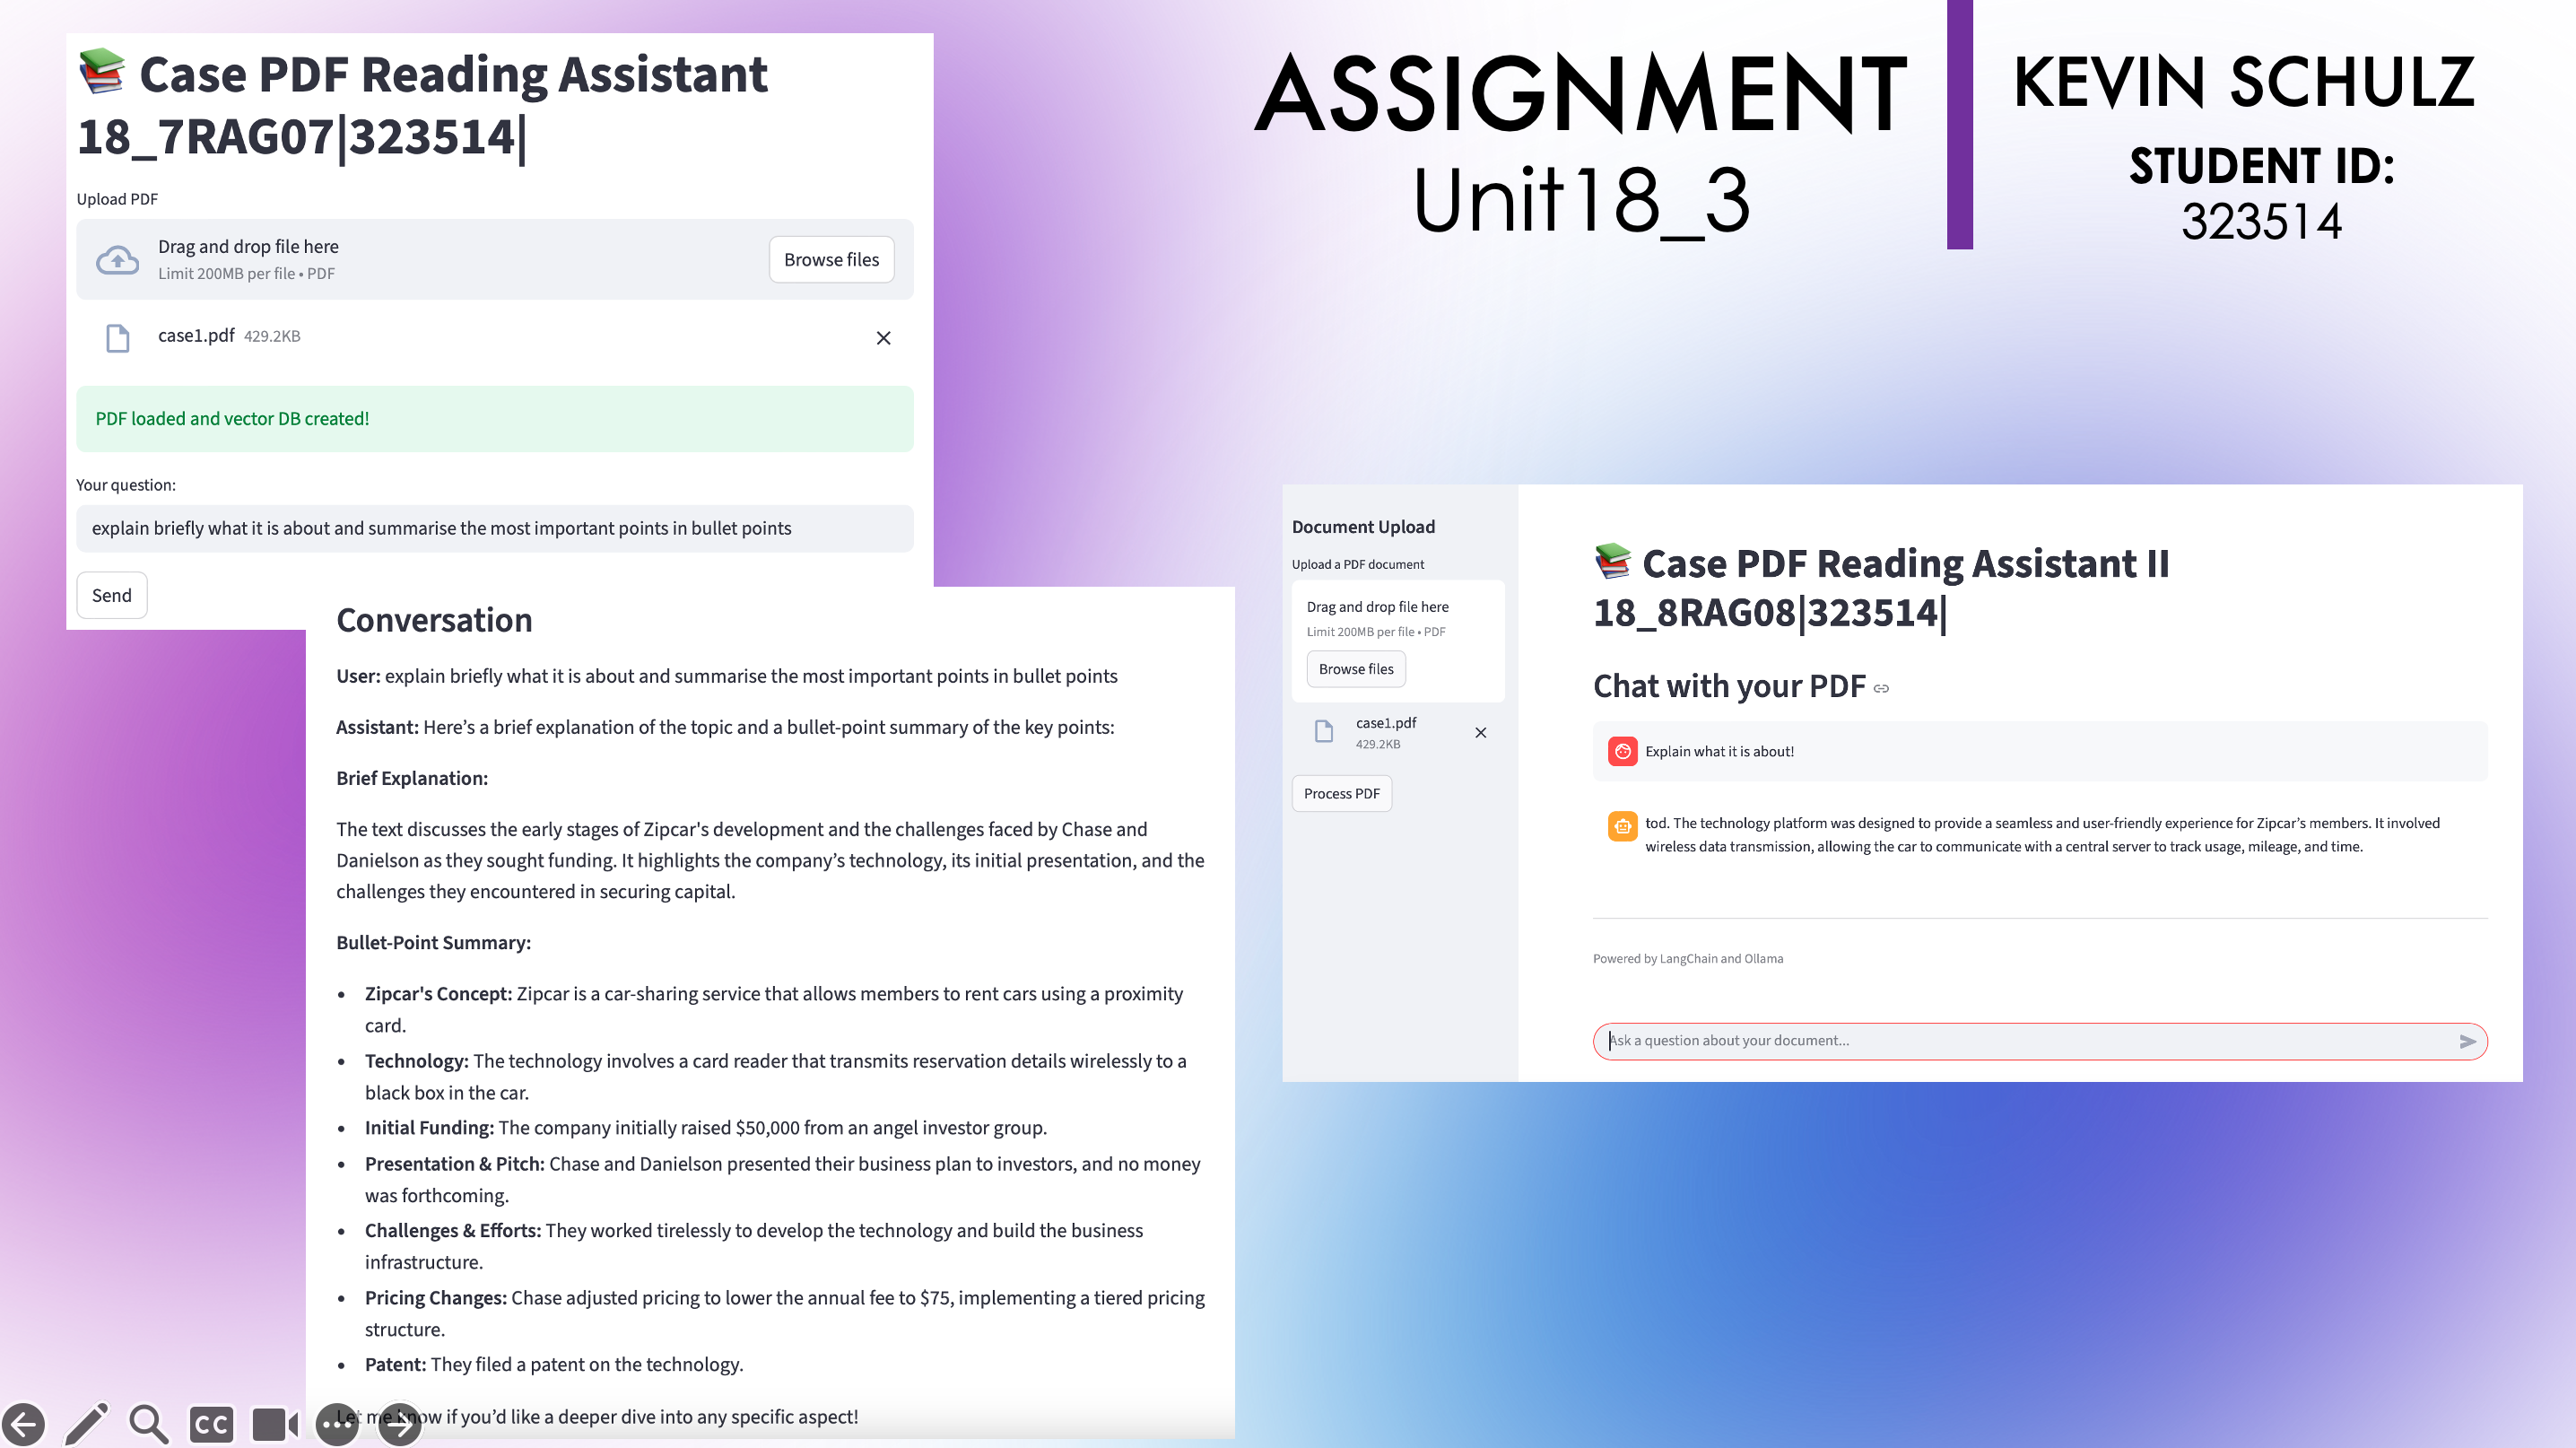 Case PDF Reading Assistant
18_7RAG07|323514|
Upload PDF
Drag and drop file here
Limit 200MB per file • PDF
Browse files
case1.pdf 429.2KB
PDF loaded and vector DB created!
Your question:
explain briefly what it is about and summarise the most important points in bullet points
Send
Conversation
User: explain briefly what it is about and summarise the most important points in bullet points
Assistant: Here’s a brief explanation of the topic and a bullet-point summary of the key points:
Brief Explanation:
The text discusses the early stages of Zipcar's development and the challenges faced by Chase and
Danielson as they sought funding. It highlights the company’s technology, its initial presentation, and the
challenges they encountered in securing capital.
Bullet-Point Summary:
• Zipcar's Concept: Zipcar is a car-sharing service that allows members to rent cars using a proximity
card.
• Technology: The technology involves a card reader that transmits reservation details wirelessly to a
black box in the car.
• Initial Funding: The company initially raised $50,000 from an angel investor group.
• Presentation & Pitch: Chase and Danielson presented their business plan to investors, and no money
was forthcoming.
• Challenges & Efforts: They worked tirelessly to develop the technology and build the business
infrastructure.
• Pricing Changes: Chase adjusted pricing to lower the annual fee to $75, implementing a tiered pricing
structure.
• Patent: They filed a patent on the technology.
Let me know if you’d like a deeper dive into any specific aspect!
CC
ASSIGNMENT
Unit18_3
KEVIN SCHULZ
STUDENT ID:
323514
Document Upload
Upload a PDF document
Drag and drop file here
Limit 200MB per file • PDF
Browse files
case1.pdf
429.2KB
Process PDF
Case PDF Reading Assistant II
18_8RAG08|323514|
Chat with your PDF
Explain what it is about!
tod. The technology platform was designed to provide a seamless and user-friendly experience for Zipcar’s members. It involved
wireless data transmission, allowing the car to communicate with a central server to track usage, mileage, and time.
Powered by LangChain and Ollama
Ask a question about your document...